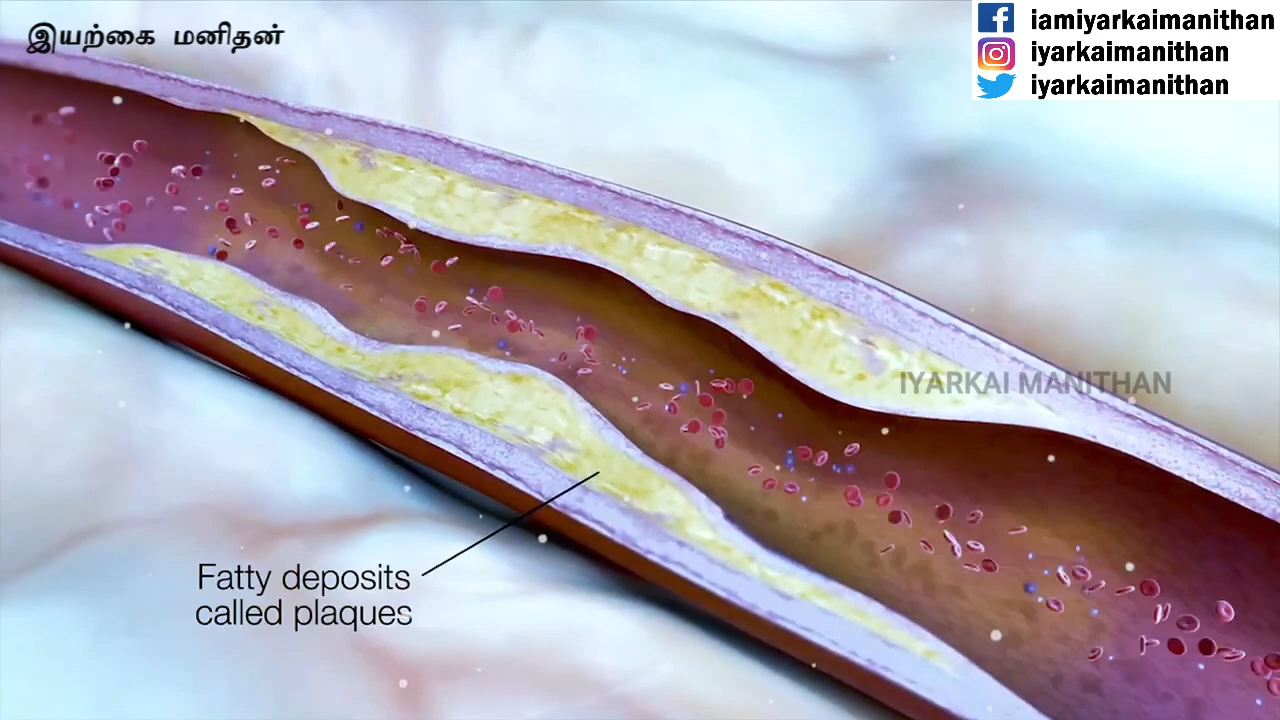 இயற்கை மனிதன்
iamiyarkaimanithan
iyarkaimanithan
iyarkaimanithan
IYARKAI MANITHAN
Fatty deposits
called plaques